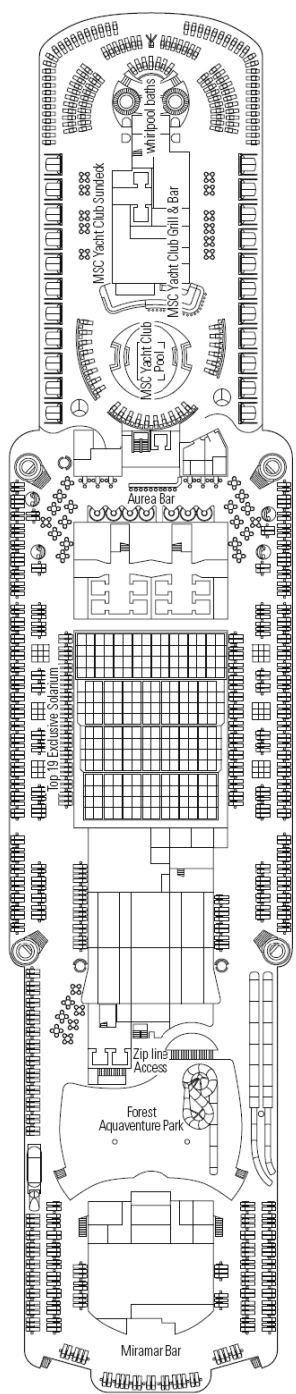 whirlpool baths
MSC Yacht Club Sundeck
MSC Yacht Club Grill & Bar
MSC Yacht Club
Pool
Aurea Bar
Top 19 Exclusive Solarium
Zip line
Access
Forest
Aquaventure Park
Miramar Bar